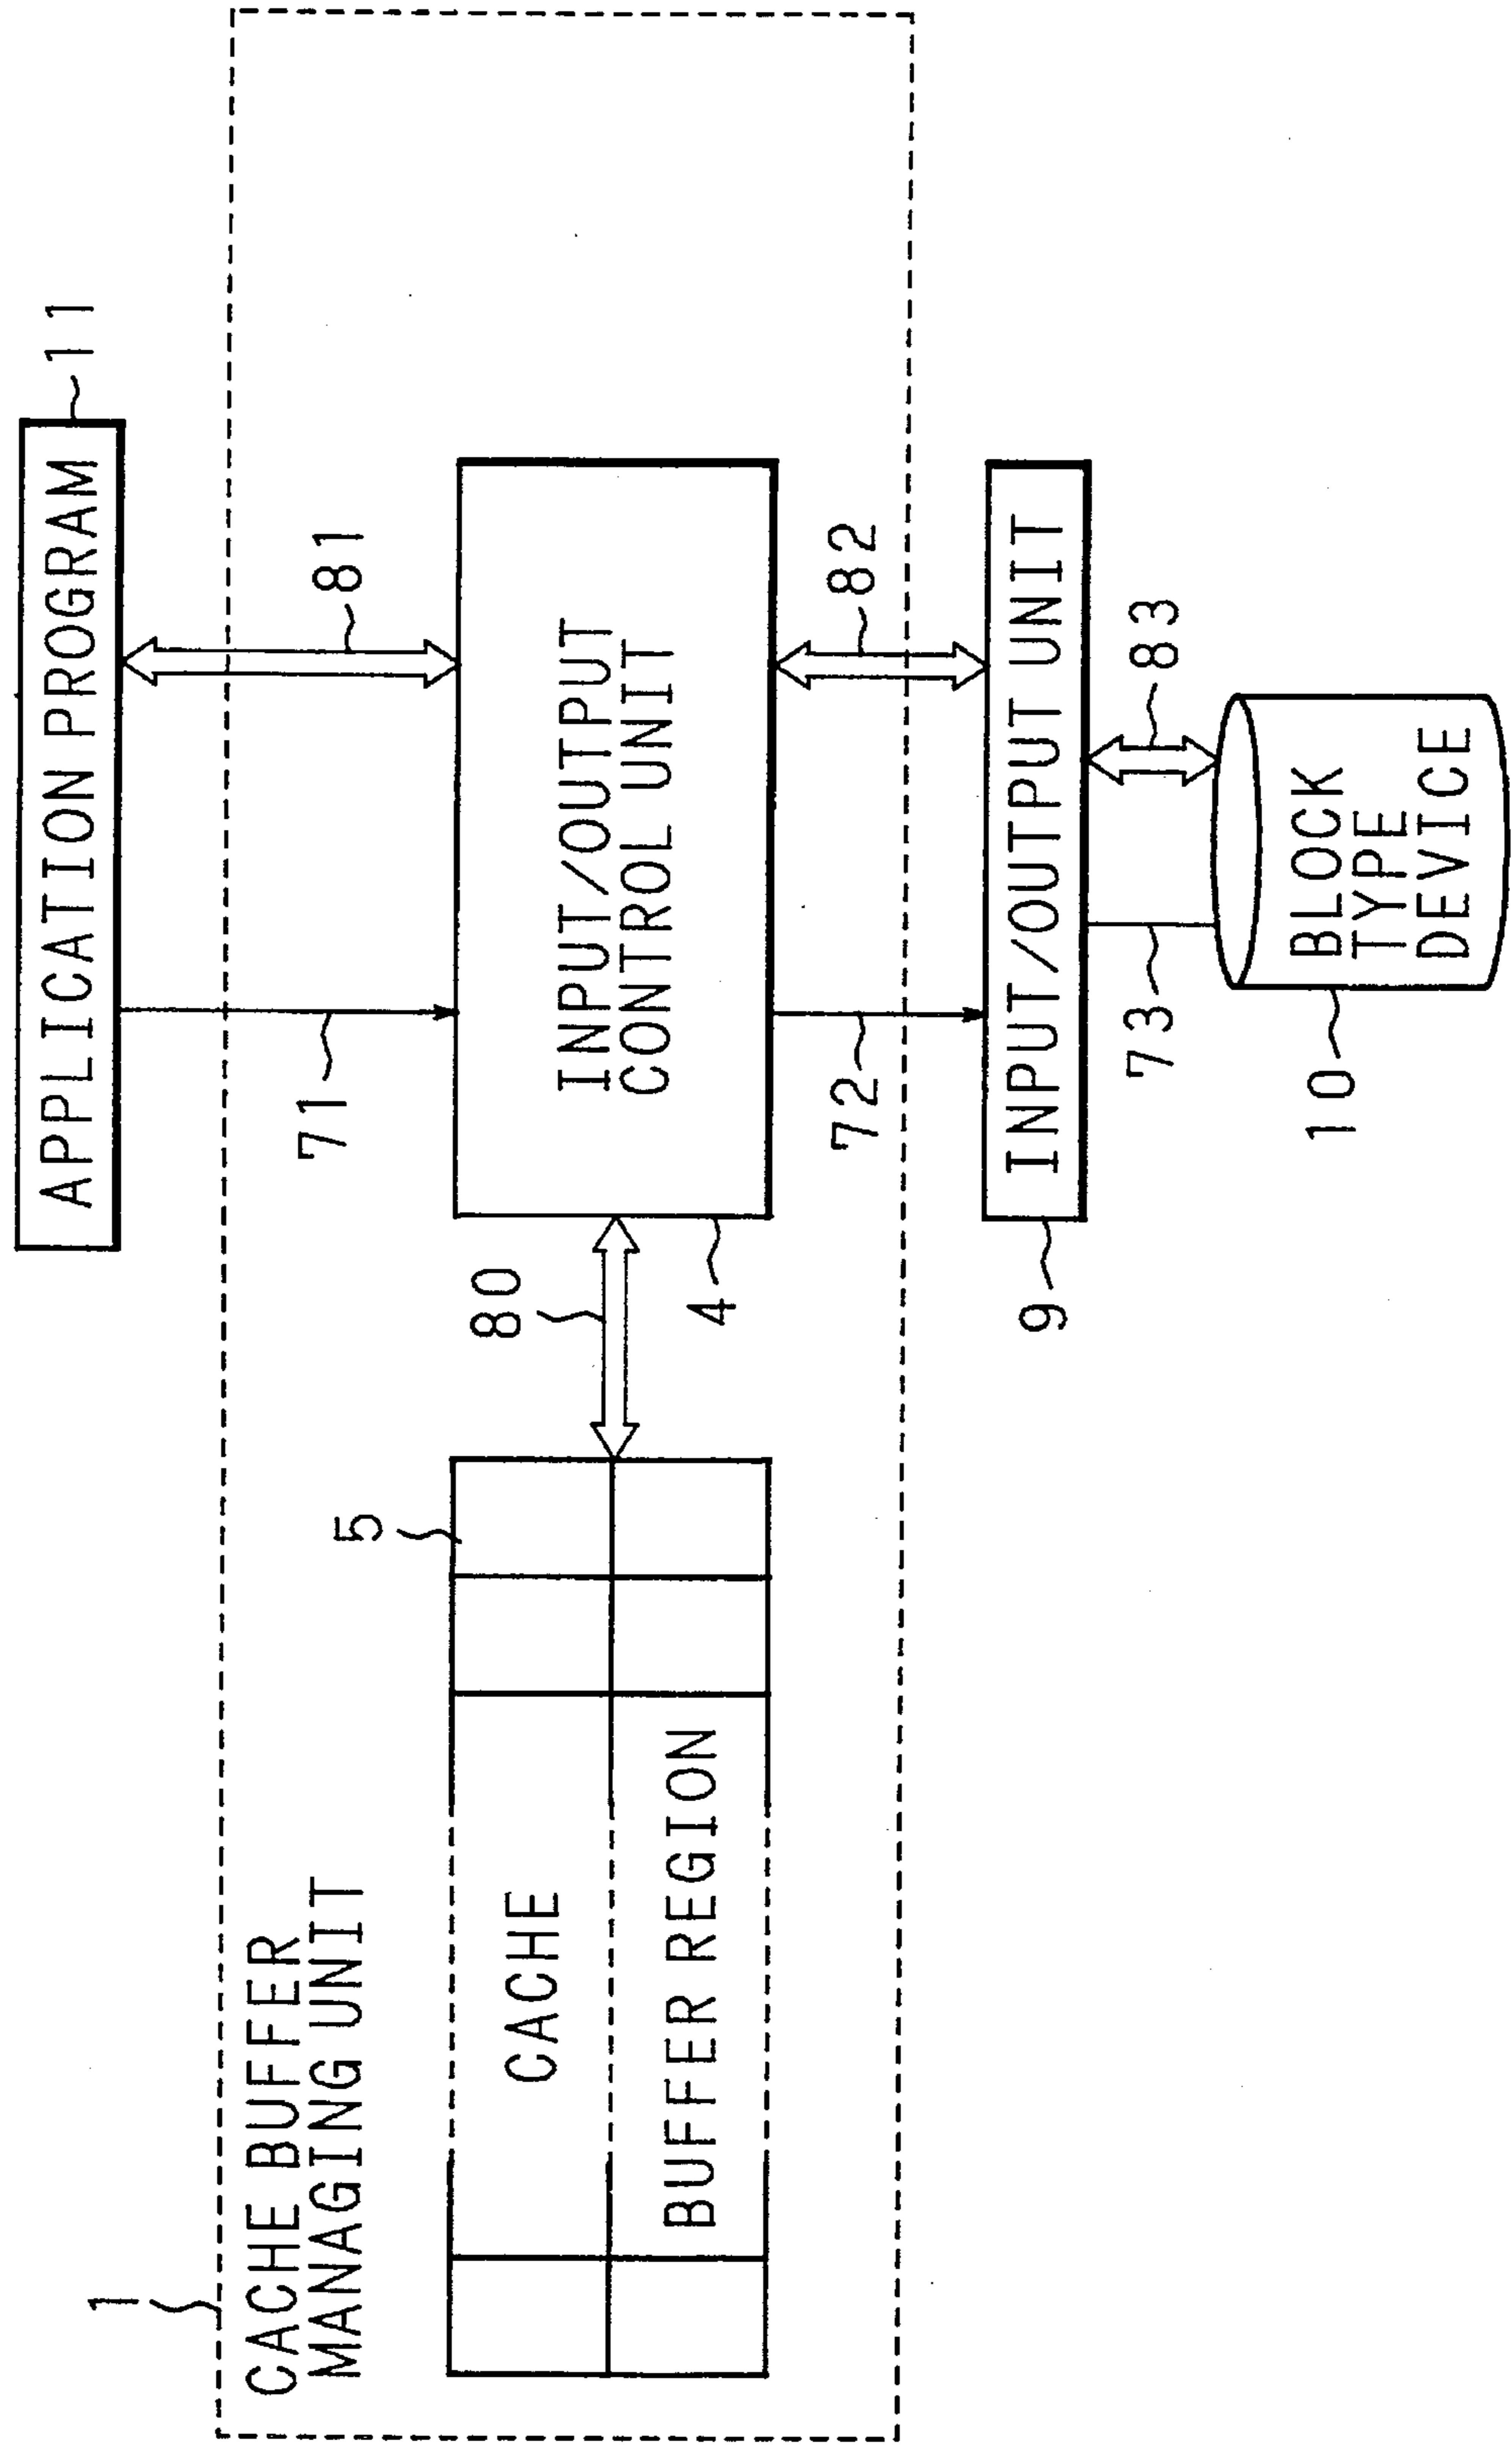 APPLICATION PROGRAM
11
1
CACHE BUFFER
MANAGING UNIT
71
81
5
80
CACHE
BUFFER REGION
INPUT/OUTPUT
CONTROL UNIT
4
72
82
9
INPUT/OUTPUT UNIT
73
83
10
BLOCK
TYPE
DEVICE